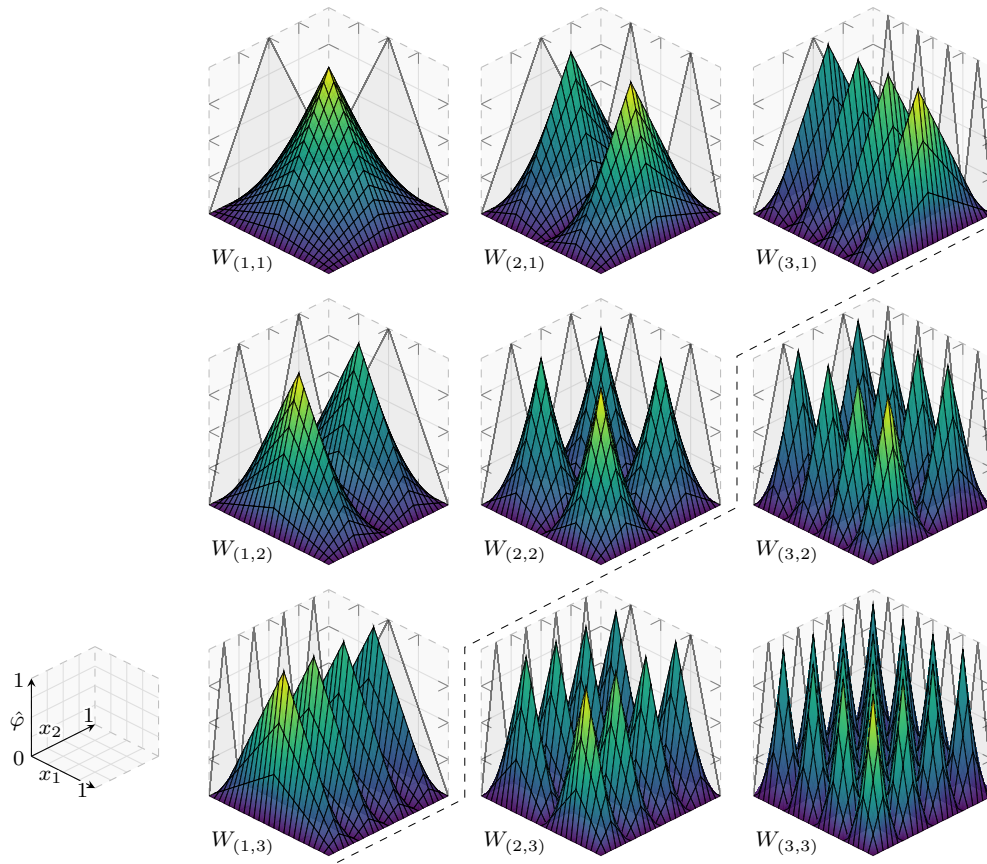 W(1,1)
W(2,1)
W(3,1)
W(1,2)
W(2,2)
W(3,2)
1
φ̂
x₂
1
0
x₁
1
W(1,3)
W(2,3)
W(3,3)